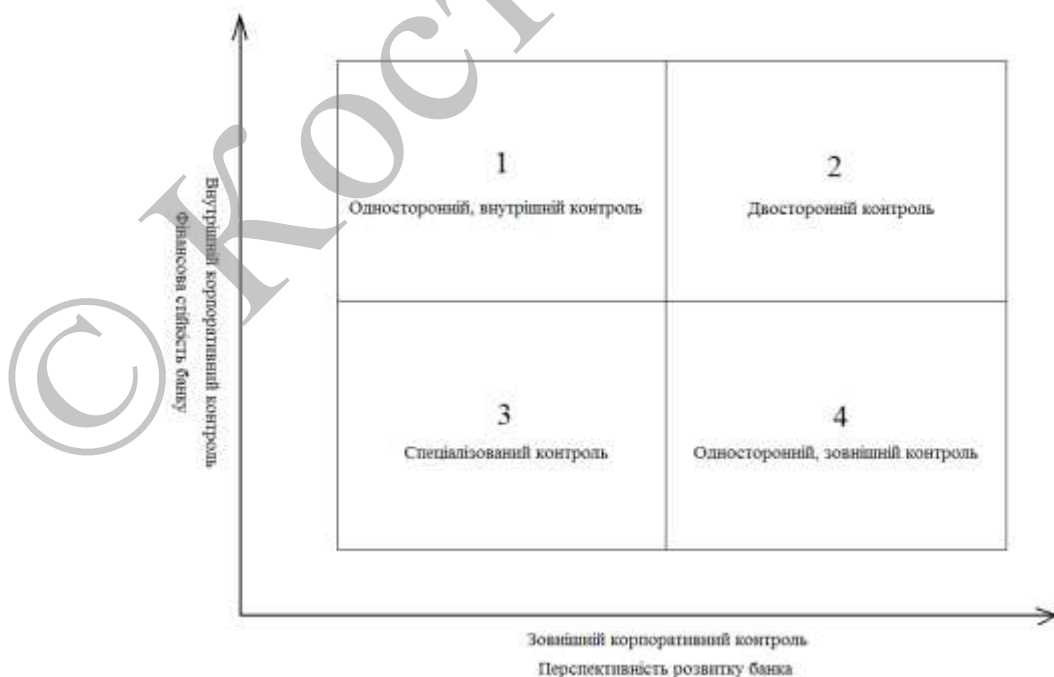 © Кост
1
Односторонній, внутрішній контроль
2
Двосторонній контроль
Внутрішній корпоративний контроль
Фінансова стійкість банку
3
Спеціалізований контроль
4
Односторонній, зовнішній контроль
Зовнішній корпоративний контроль
Перспективність розвитку банка